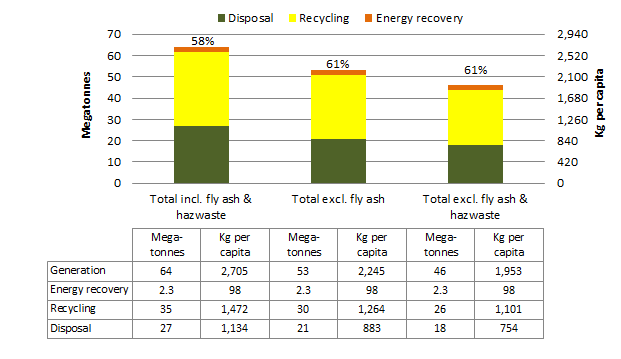 Disposal Recycling Energy recovery
70 2,940
60 2,520
50 2,100
40 1,680
30 1,260
20 840
10 420
0 0
Megatonnes
Kg per capita
58% 61% 61%
Total incl. fly ash & hazwaste Total excl. fly ash Total excl. fly ash & hazwaste
Mega-tonnes Kg per capita Mega-tonnes Kg per capita Mega-tonnes Kg per capita
Generation 64 2,705 53 2,245 46 1,953
Energy recovery 2.3 98 2.3 98 2.3 98
Recycling 35 1,472 30 1,264 26 1,101
Disposal 27 1,134 21 883 18 754